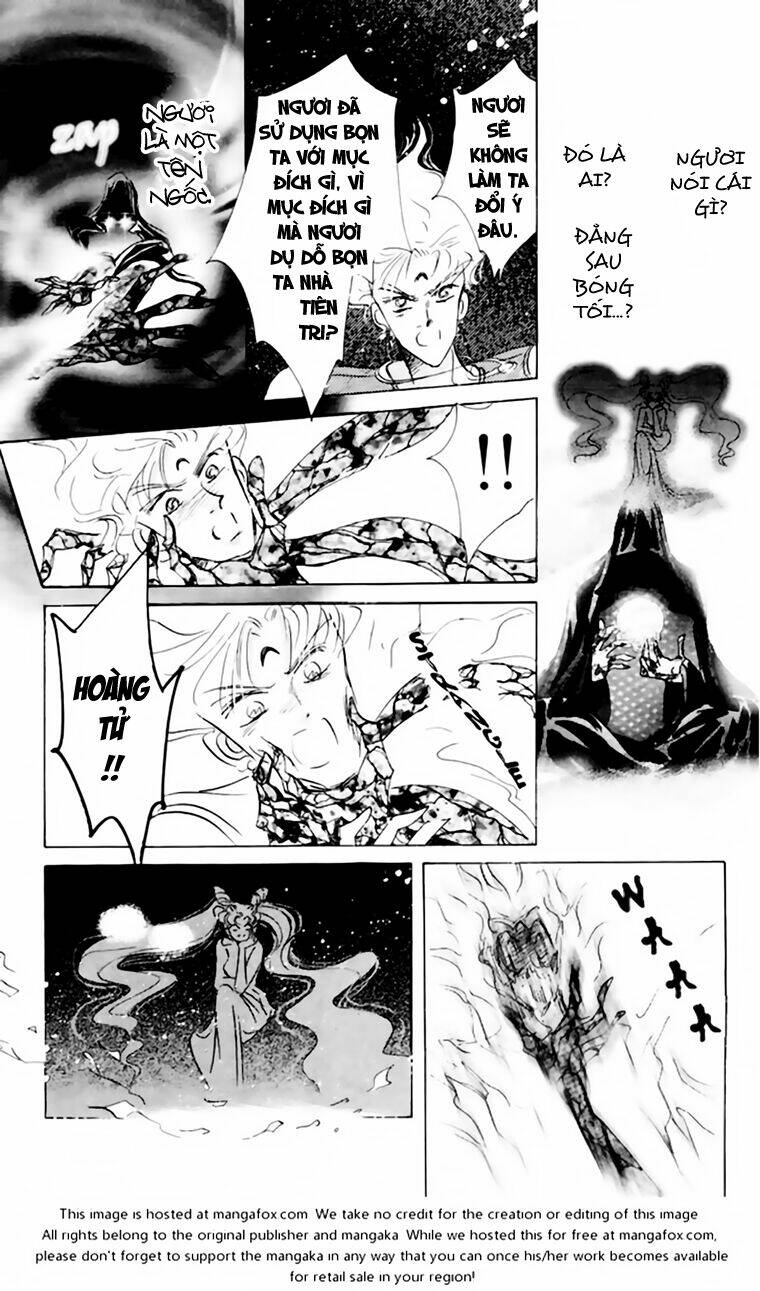 NGƯƠI
NÓI CÁI
GÌ?
ĐÓ LÀ
AI?
ĐẰNG
SAU
BÓNG
TỐI...?
NGƯƠI
SẼ
KHÔNG
LÀM TA
ĐỔI Ý
ĐÂU.
NGƯƠI ĐÃ
SỬ DỤNG BỌN
TA VỚI MỤC
ĐÍCH GÌ, VÌ
MỤC ĐÍCH GÌ
MÀ NGƯƠI
DỤ DỖ BỌN
TA NHÀ
TIÊN
TRI?
NGƯƠI
LÀ MỘT
TÊN
NGỐC.
zap
!!
HOÀNG
TỬ
!!
WAAA
This image is hosted at mangafox.com We take no credit for the creation or editing of this image
All rights belong to the original publisher and mangaka While we hosted this for free at mangafox.com,
please don't forget to support the mangaka in any way that you can once his/her work becomes available
for retail sale in your region!